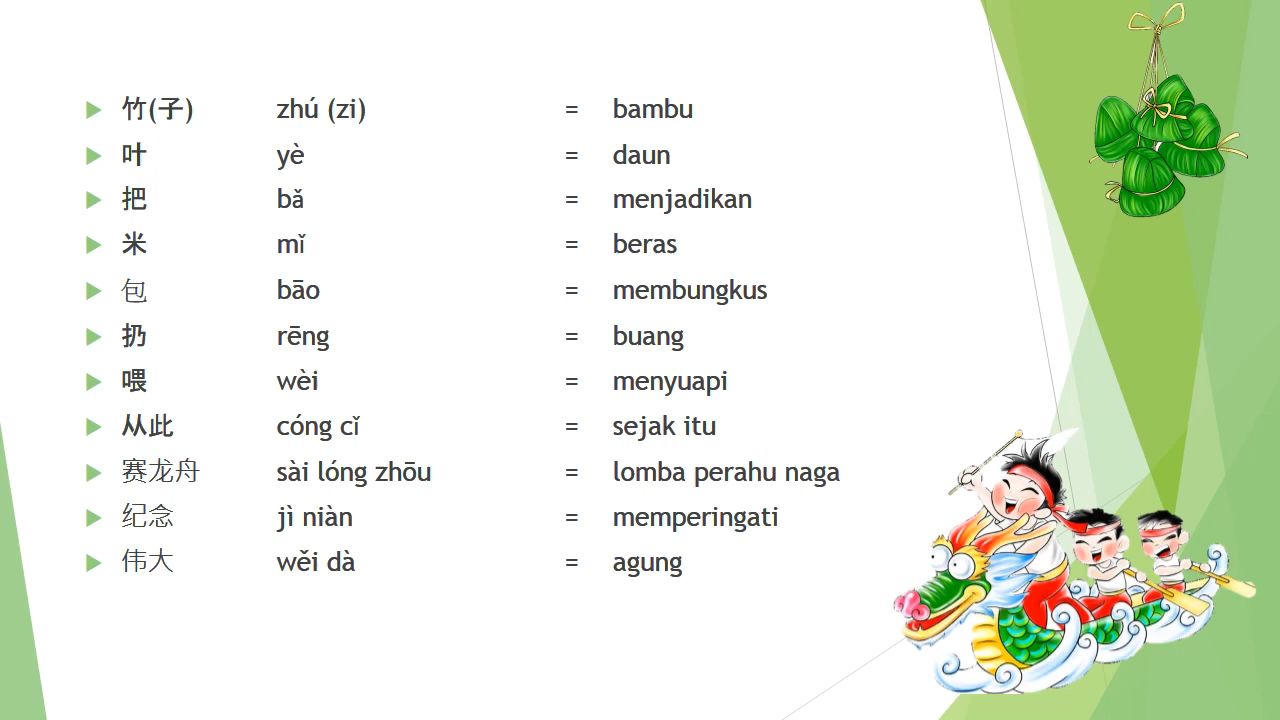 竹(子) zhú (zi) = bambu
叶 yè = daun
把 bǎ = menjadikan
米 mǐ = beras
包 bāo = membungkus
扔 rēng = buang
喂 wèi = menyuapi
从此 cóng cǐ = sejak itu
赛龙舟 sài lóng zhōu = lomba perahu naga
纪念 jì niàn = memperingati
伟大 wěi dà = agung